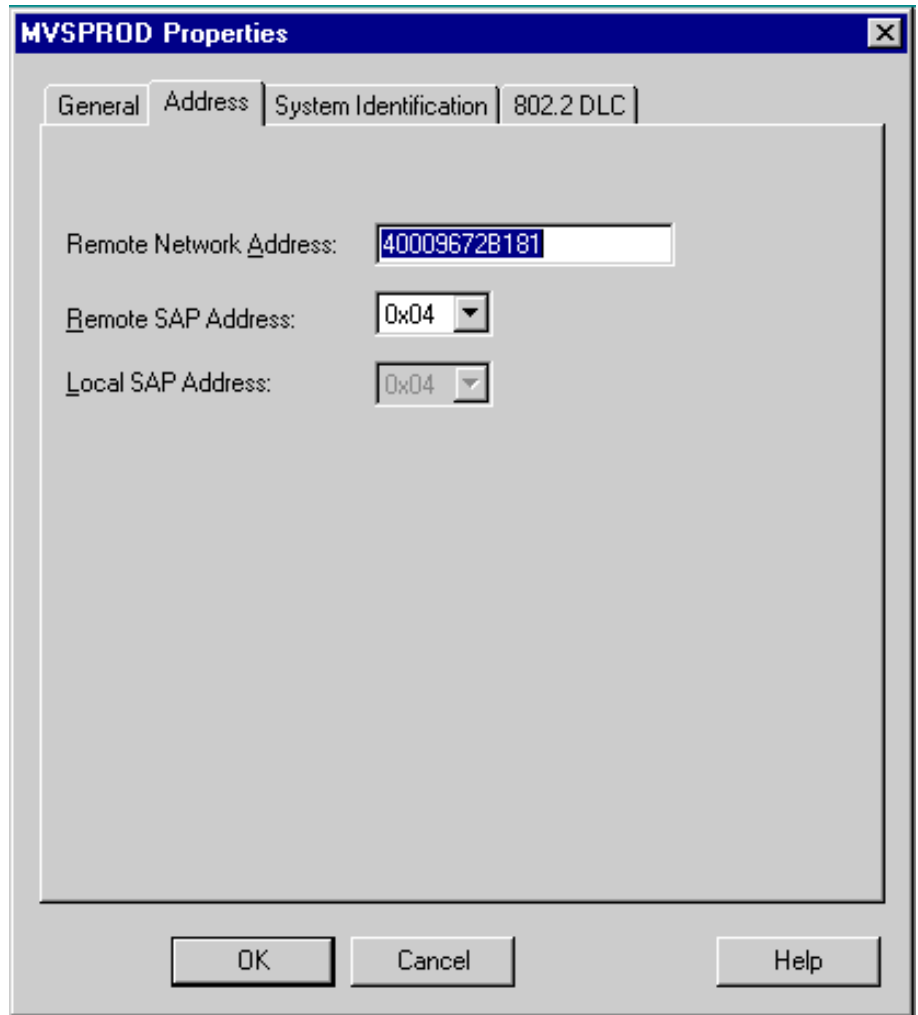 MVSPROD Properties
General Address System Identification 802.2 DLC
Remote Network Address: 40009672B181
Remote SAP Address: 0x04
Local SAP Address: 0x04
OK Cancel Help